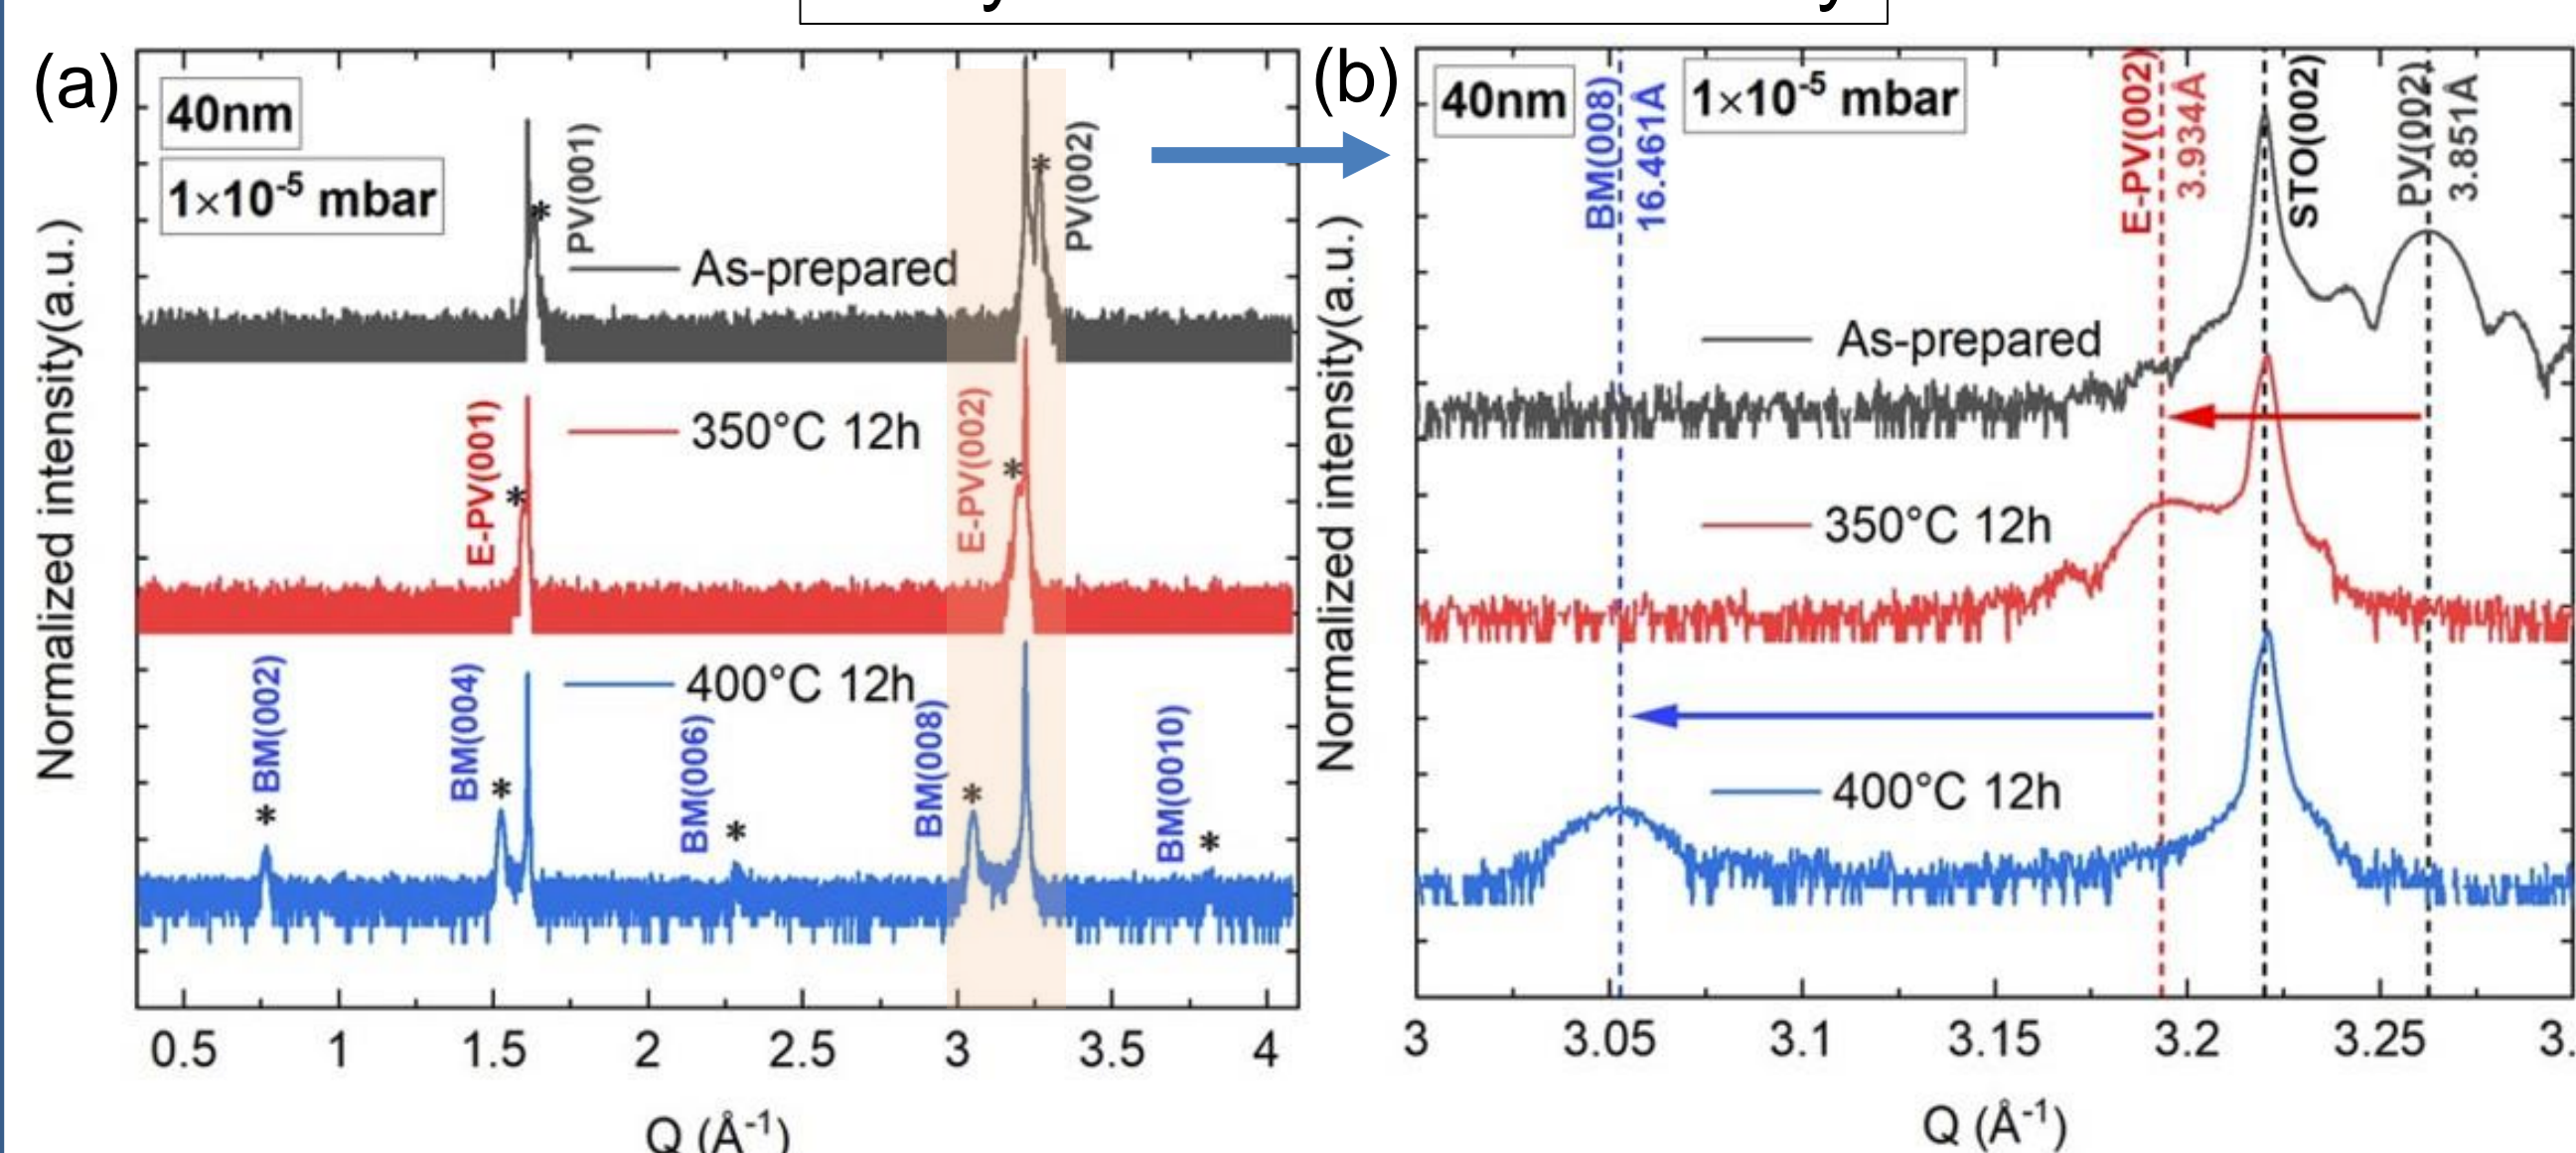 (a)
40nm
1×10⁻⁵ mbar
PV(001)
PV(002)
As-prepared
E-PV(001)
350°C 12h
E-PV(002)
BM(002)
BM(004)
400°C 12h
BM(006)
BM(008)
BM(0010)
*
*
*
*
*
*
*
*
*
Normalized intensity(a.u.)
0.5 1 1.5 2 2.5 3 3.5 4
Q (Å⁻¹)
(b)
40nm
1×10⁻⁵ mbar
BM(008)
16.461Å
E-PV(002)
3.934Å
STO(002)
PV(002)
3.851Å
As-prepared
350°C 12h
400°C 12h
Normalized intensity(a.u.)
3 3.05 3.1 3.15 3.2 3.25 3.
Q (Å⁻¹)